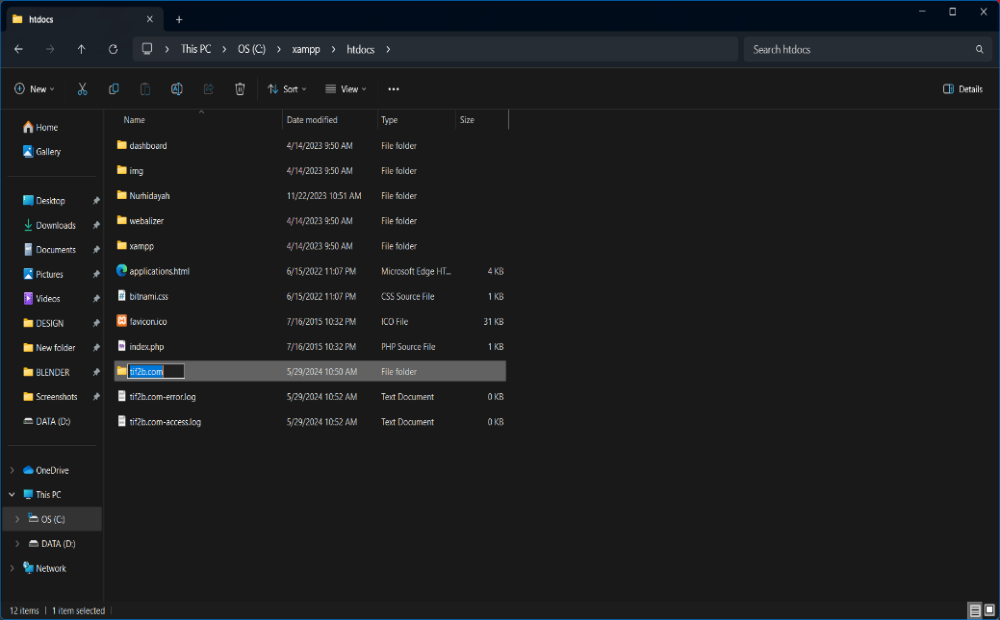 htdocs
This PC > OS (C:) > xampp > htdocs >
Search htdocs
New
Sort
View
Details
Name Date modified Type Size
Home
Gallery
Desktop
Downloads
Documents
Pictures
Videos
DESIGN
New folder
BLENDER
Screenshots
DATA (D:)
OneDrive
This PC
OS (C:)
DATA (D:)
Network
dashboard 4/14/2023 9:50 AM File folder
img 4/14/2023 9:50 AM File folder
Nurhidayah 11/22/2023 10:51 AM File folder
webalizer 4/14/2023 9:50 AM File folder
xampp 4/14/2023 9:50 AM File folder
applications.html 6/15/2022 11:07 PM Microsoft Edge HT... 4 KB
bitnami.css 6/15/2022 11:07 PM CSS Source File 1 KB
favicon.ico 7/16/2015 10:32 PM ICO File 31 KB
index.php 7/16/2015 10:32 PM PHP Source File 1 KB
tif2b.com 5/29/2024 10:50 AM File folder
tif2b.com-error.log 5/29/2024 10:52 AM Text Document 0 KB
tif2b.com-access.log 5/29/2024 10:52 AM Text Document 0 KB
12 items 1 item selected